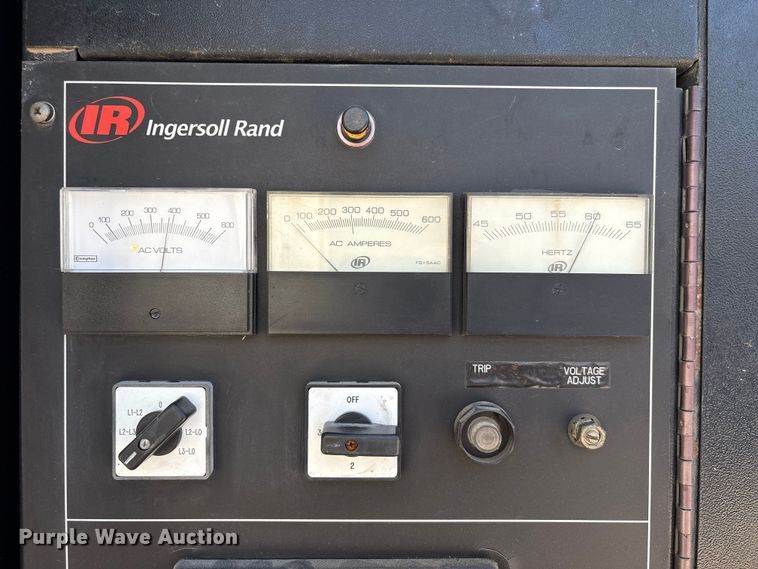 IR Ingersoll Rand
0 100 200 300 400 500 600
AC VOLTS
Crompton
0 100 200 300 400 500 600
AC AMPERES
IR
45 50 55 60 65
HERTZ
IR
TRIP
VOLTAGE
ADJUST
0
L1-L2
L2-L3
L2-L0
L3-L0
OFF
3
2
Purple Wave Auction